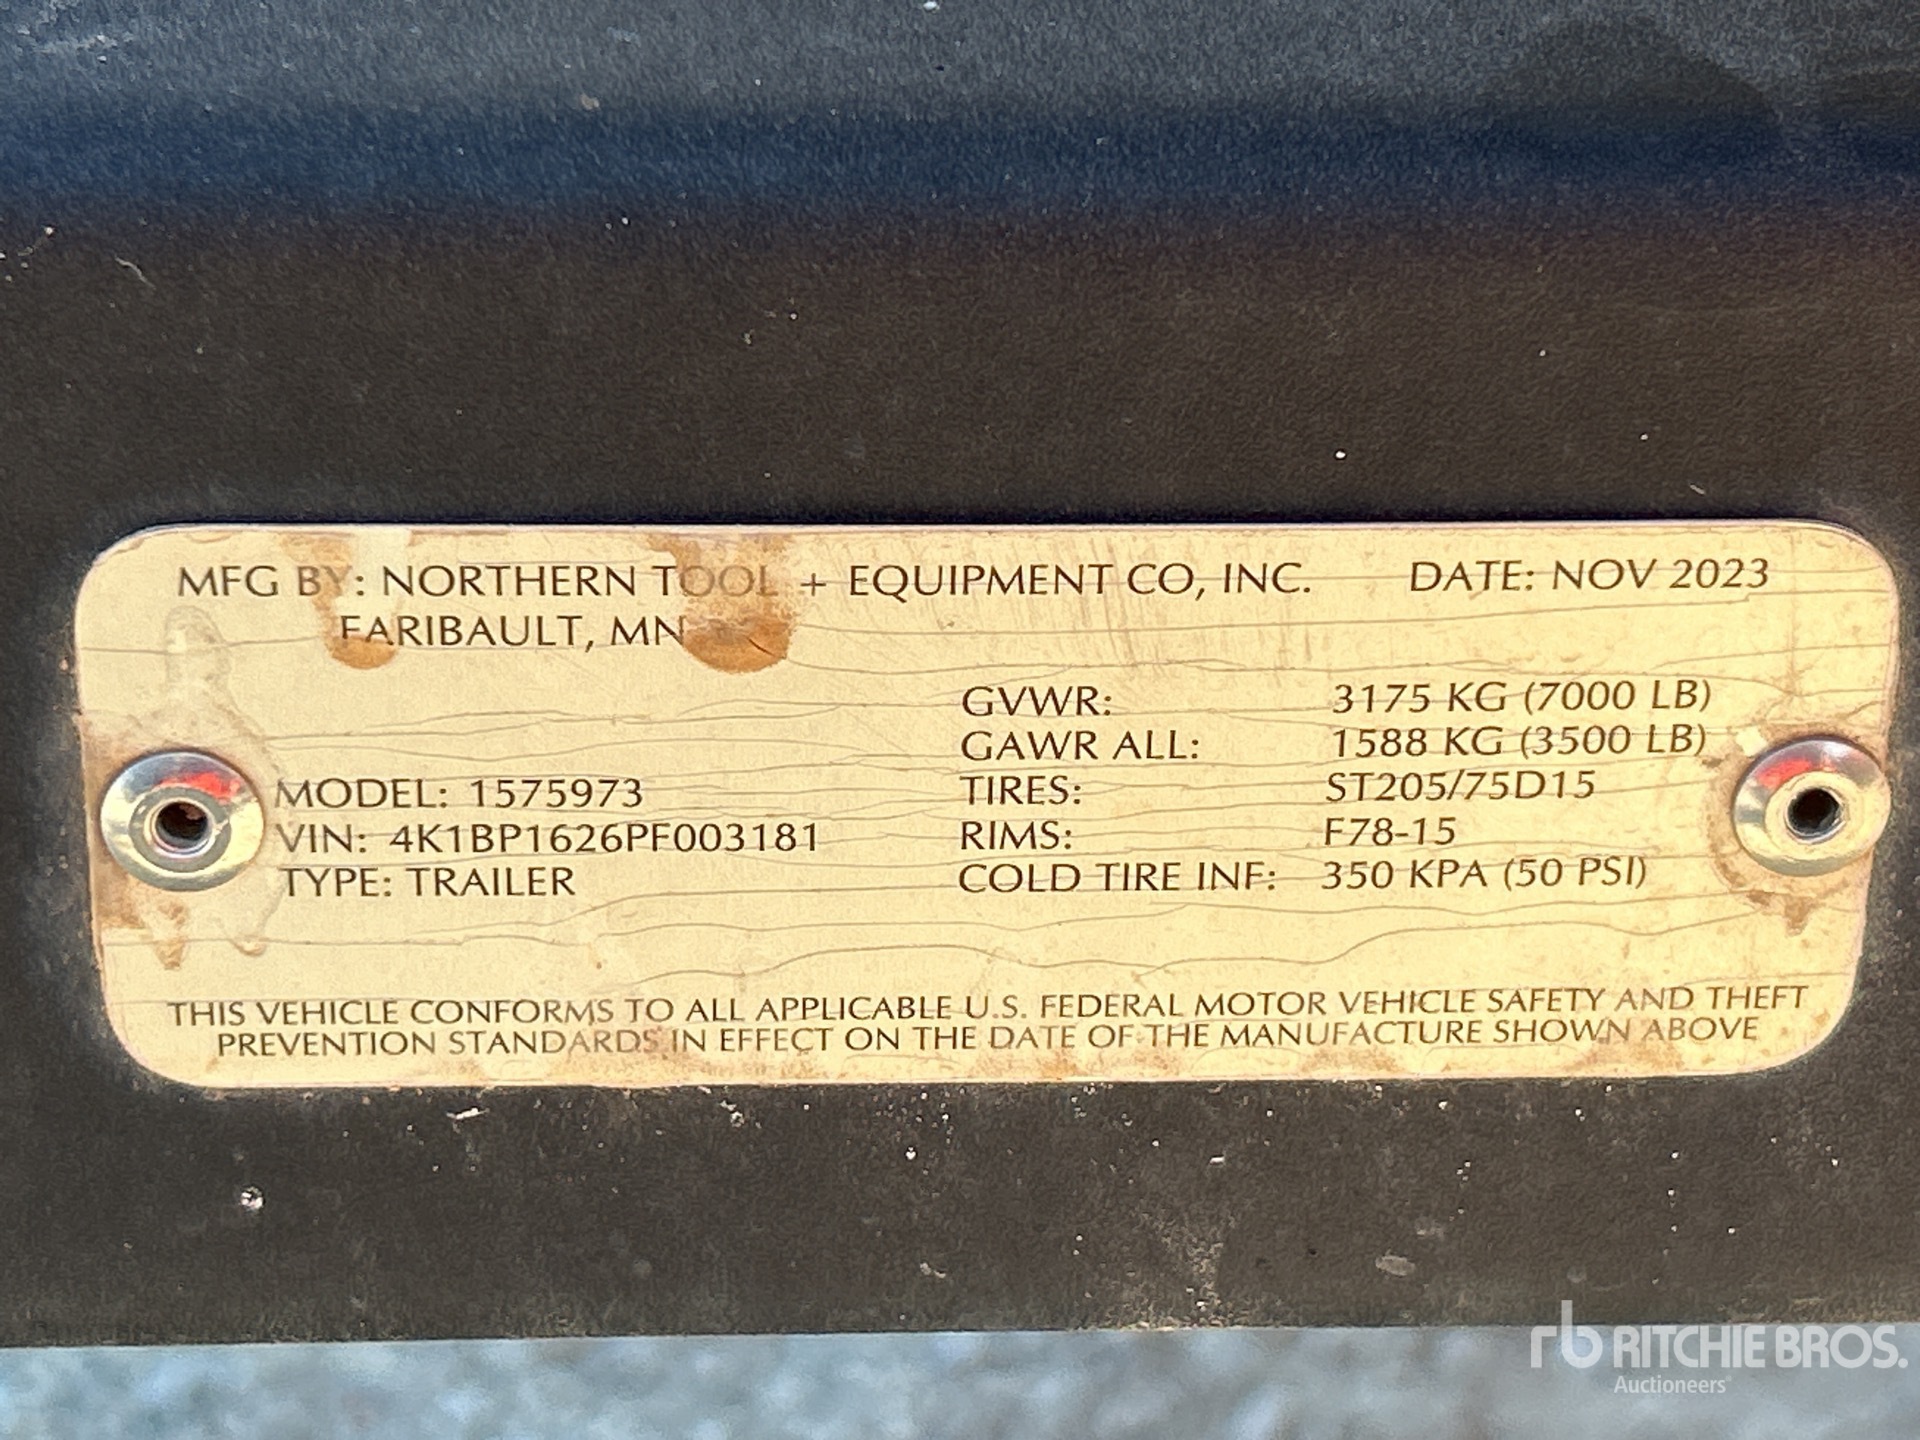 MFG BY: NORTHERN TOOL + EQUIPMENT CO, INC. DATE: NOV 2023
FARIBAULT, MN
GVWR: 3175 KG (7000 LB)
GAWR ALL: 1588 KG (3500 LB)
MODEL: 1575973 TIRES: ST205/75D15
VIN: 4K1BP1626PF003181 RIMS: F78-15
TYPE: TRAILER COLD TIRE INF: 350 KPA (50 PSI)
THIS VEHICLE CONFORMS TO ALL APPLICABLE U.S. FEDERAL MOTOR VEHICLE SAFETY AND THEFT
PREVENTION STANDARDS IN EFFECT ON THE DATE OF THE MANUFACTURE SHOWN ABOVE
rb RITCHIE BROS.
Auctioneers